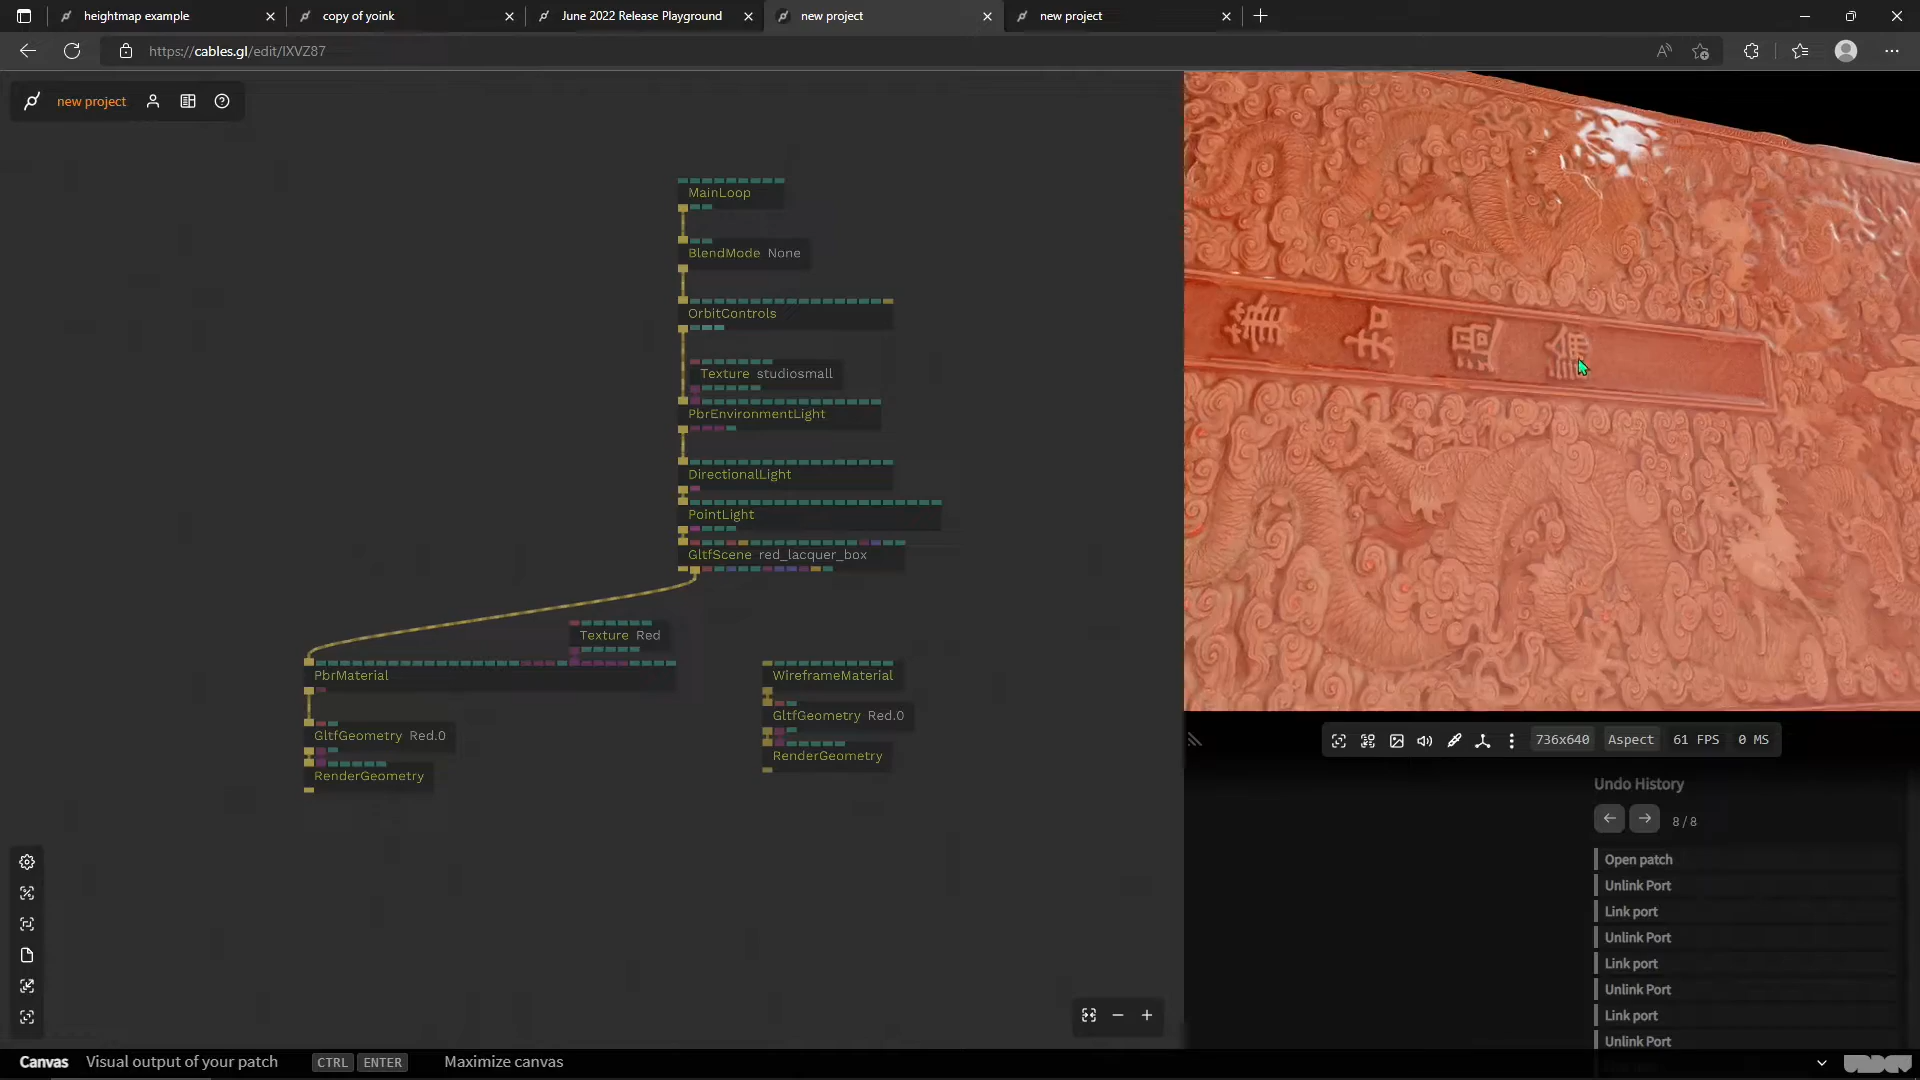 heightmap example
copy of yoink
June 2022 Release Playground
new project
new project
https://cables.gl/edit/IXVZ87
new project
MainLoop
BlendMode None
OrbitControls
Texture studiosmall
PbrEnvironmentLight
DirectionalLight
PointLight
GltfScene red_lacquer_box
Texture Red
PbrMaterial
GltfGeometry Red.0
RenderGeometry
WireframeMaterial
GltfGeometry Red.0
RenderGeometry
736x640
Aspect
61 FPS
0 MS
Undo History
8/8
Open patch
Unlink Port
Link port
Unlink Port
Link port
Unlink Port
Link port
Unlink Port
Canvas Visual output of your patch CTRL ENTER Maximize canvas